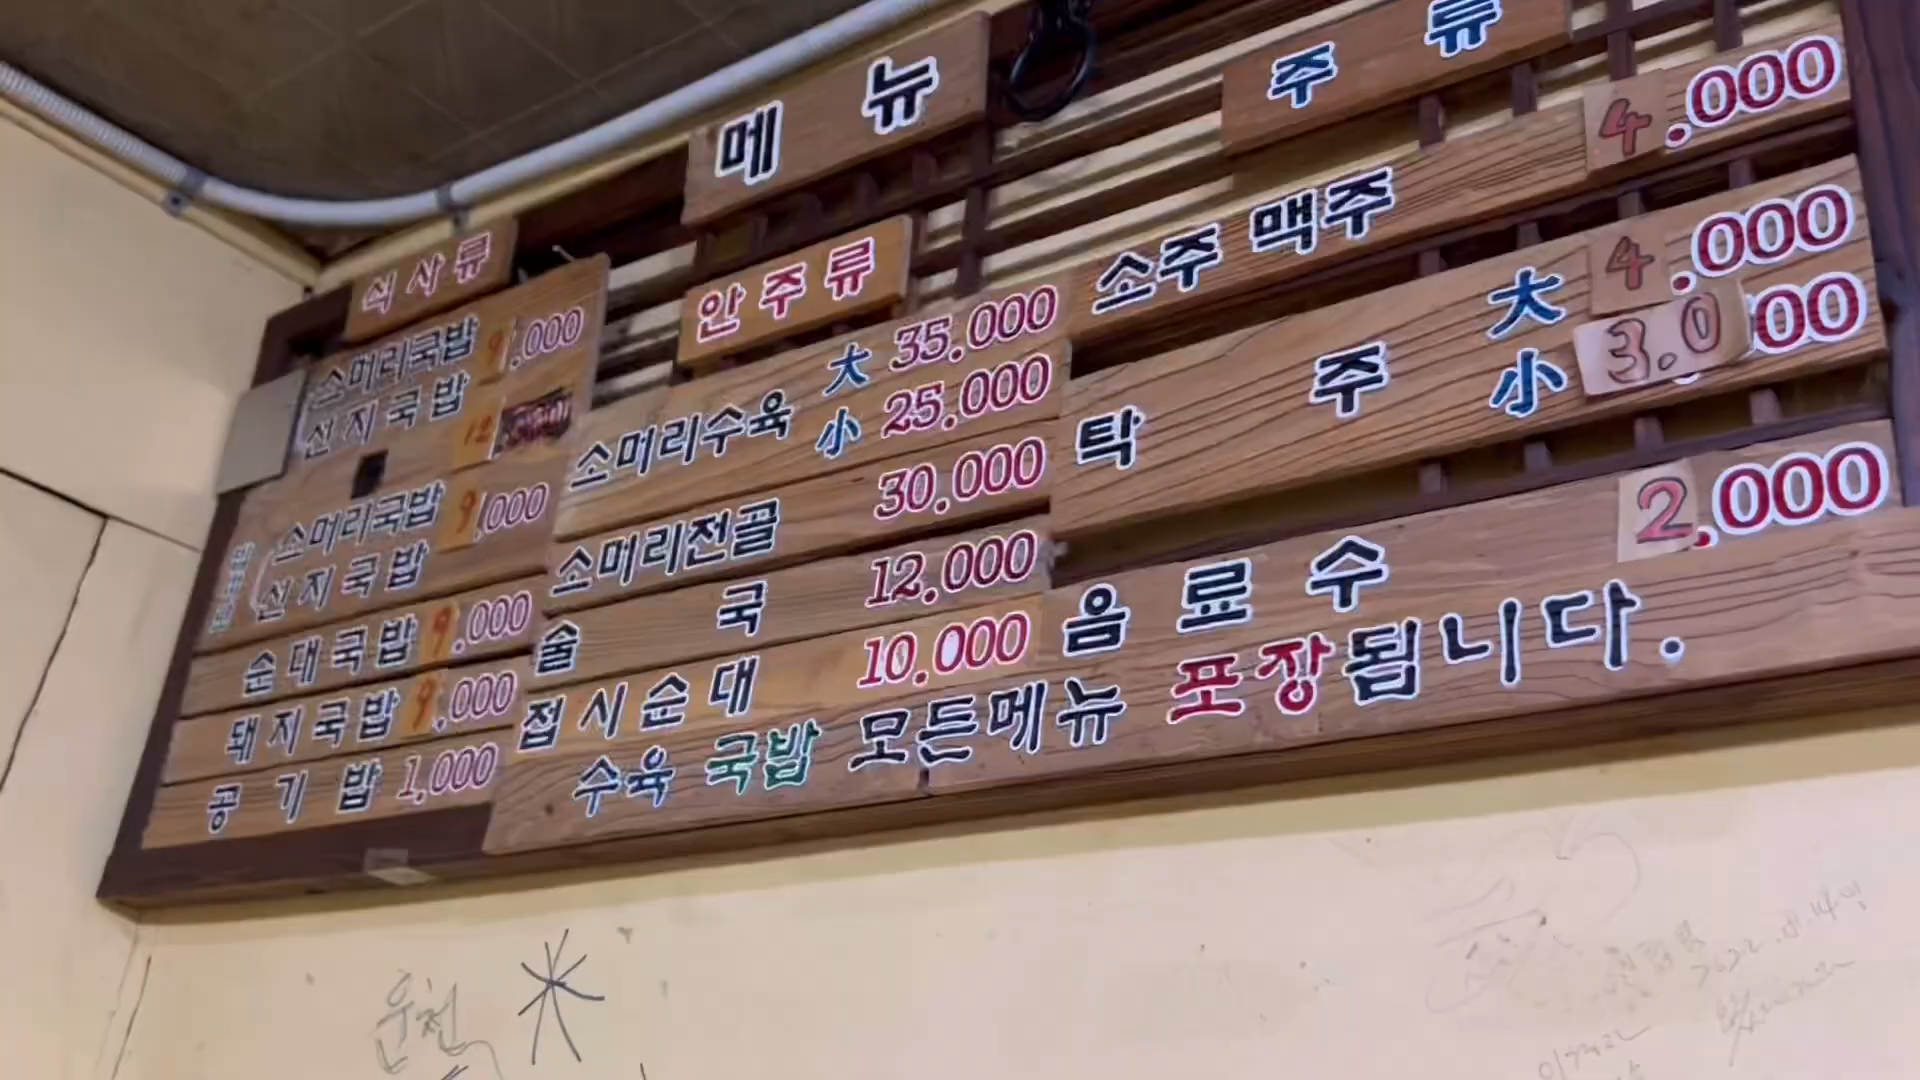 메뉴
식사류
소머리국밥 9,000
선지국밥
12
소머리국밥 9,000
선지국밥
순대국밥 9.000
돼지국밥 9.000
공기밥 1,000
안주류
소머리수육 大 35.000
小 25.000
소머리전골 30.000
술국 12.000
접시순대 10.000
주류
소주 맥주 4.000
탁주 大 4.000
小 3.000
음료수 2.000
수육 국밥 모든메뉴 포장됩니다.